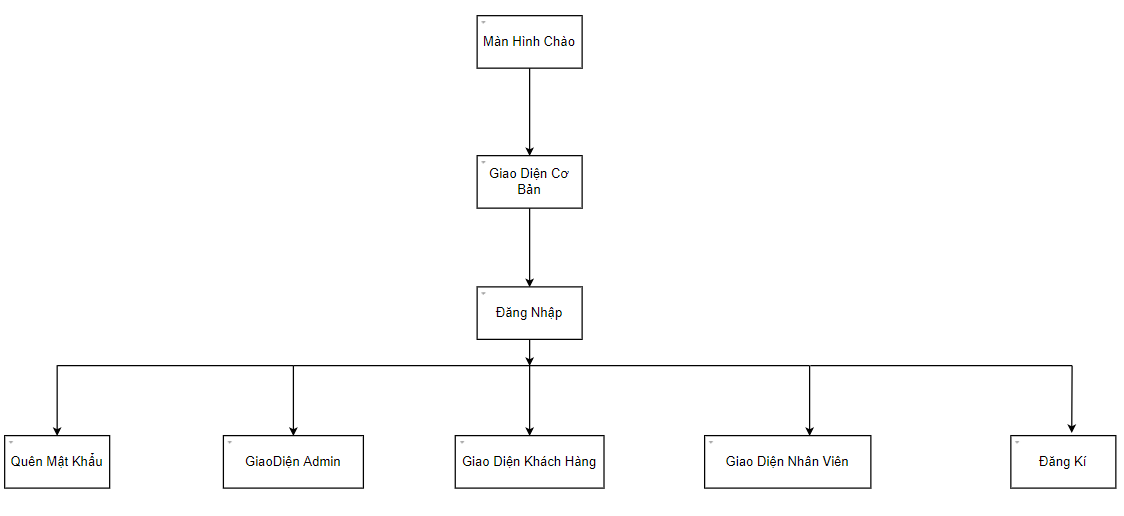 Màn Hình Chào
Giao Diện Cơ
Bản
Đăng Nhập
Quên Mật Khẩu
GiaoDiện Admin
Giao Diện Khách Hàng
Giao Diện Nhân Viên
Đăng Kí